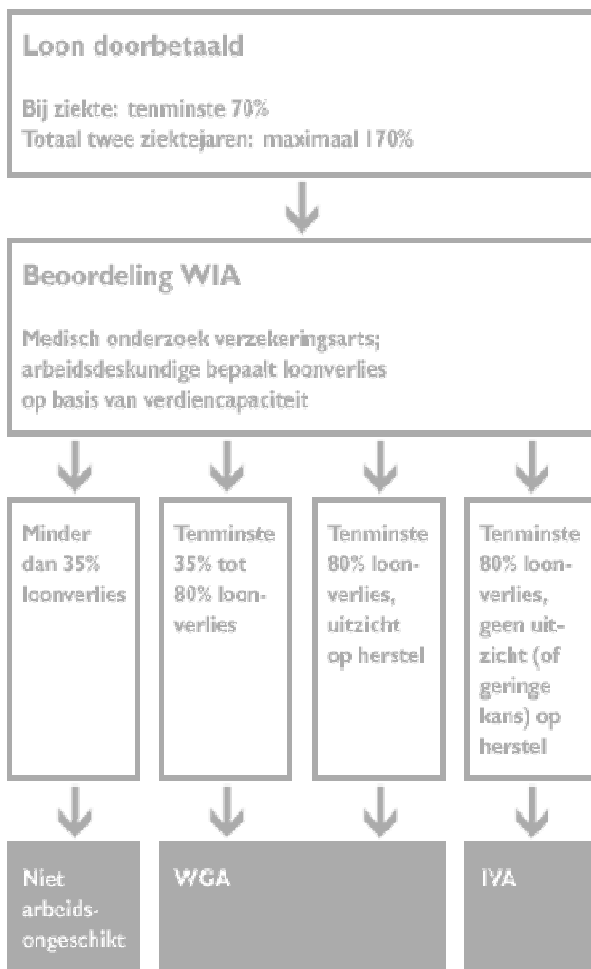 Loon doorbetaald
Bij ziekte: tenminste 70%
Totaal twee ziektejaren: maximaal 170%
Beoordeling WIA
Medisch onderzoek verzekeringsarts;
arbeidsdeskundige bepaalt loonverlies
op basis van verdiencapaciteit
Minder
dan 35%
loonverlies
Tenminste
35% tot
80% loon-
verlies
Tenminste
80% loon-
verlies,
uitzicht
op herstel
Tenminste
80% loon-
verlies,
geen uit-
zicht (of
geringe
kans) op
herstel
Niet
arbeids-
ongeschikt
WGA
IVA